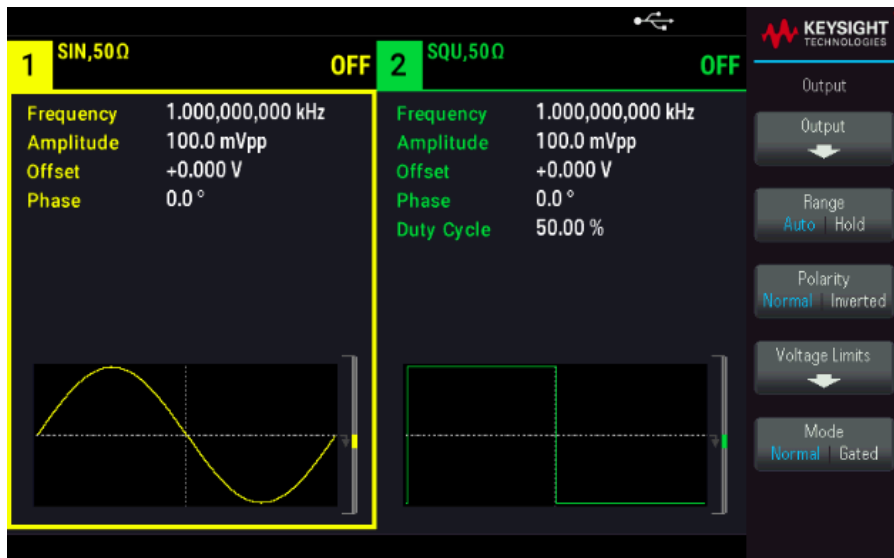 KEYSIGHT
TECHNOLOGIES
1 SIN,50Ω OFF
2 SQU,50Ω OFF
Frequency 1.000,000,000 kHz
Amplitude 100.0 mVpp
Offset +0.000 V
Phase 0.0 °
Frequency 1.000,000,000 kHz
Amplitude 100.0 mVpp
Offset +0.000 V
Phase 0.0 °
Duty Cycle 50.00 %
Output
Output
Range
Auto | Hold
Polarity
Normal | Inverted
Voltage Limits
Mode
Normal | Gated